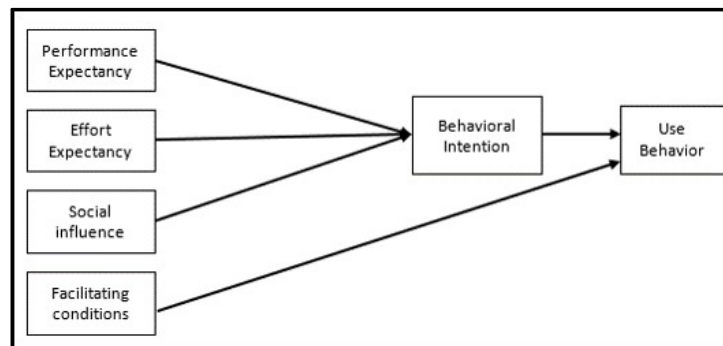 Performance
Expectancy
Effort
Expectancy
Social
influence
Facilitating
conditions
Behavioral
Intention
Use
Behavior